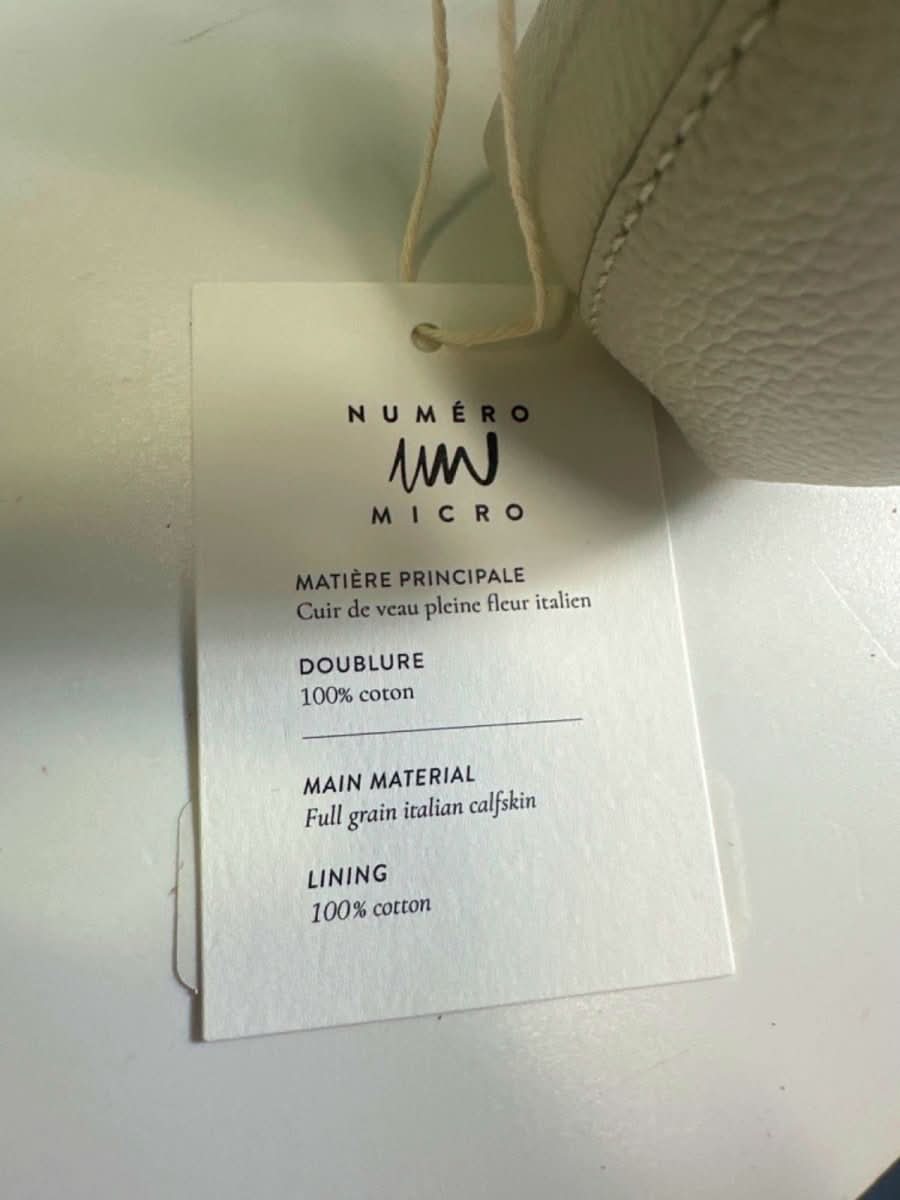 NUMÉRO
un
MICRO
MATIÈRE PRINCIPALE
Cuir de veau pleine fleur italien
DOUBLURE
100% coton
MAIN MATERIAL
Full grain italian calfskin
LINING
100% cotton